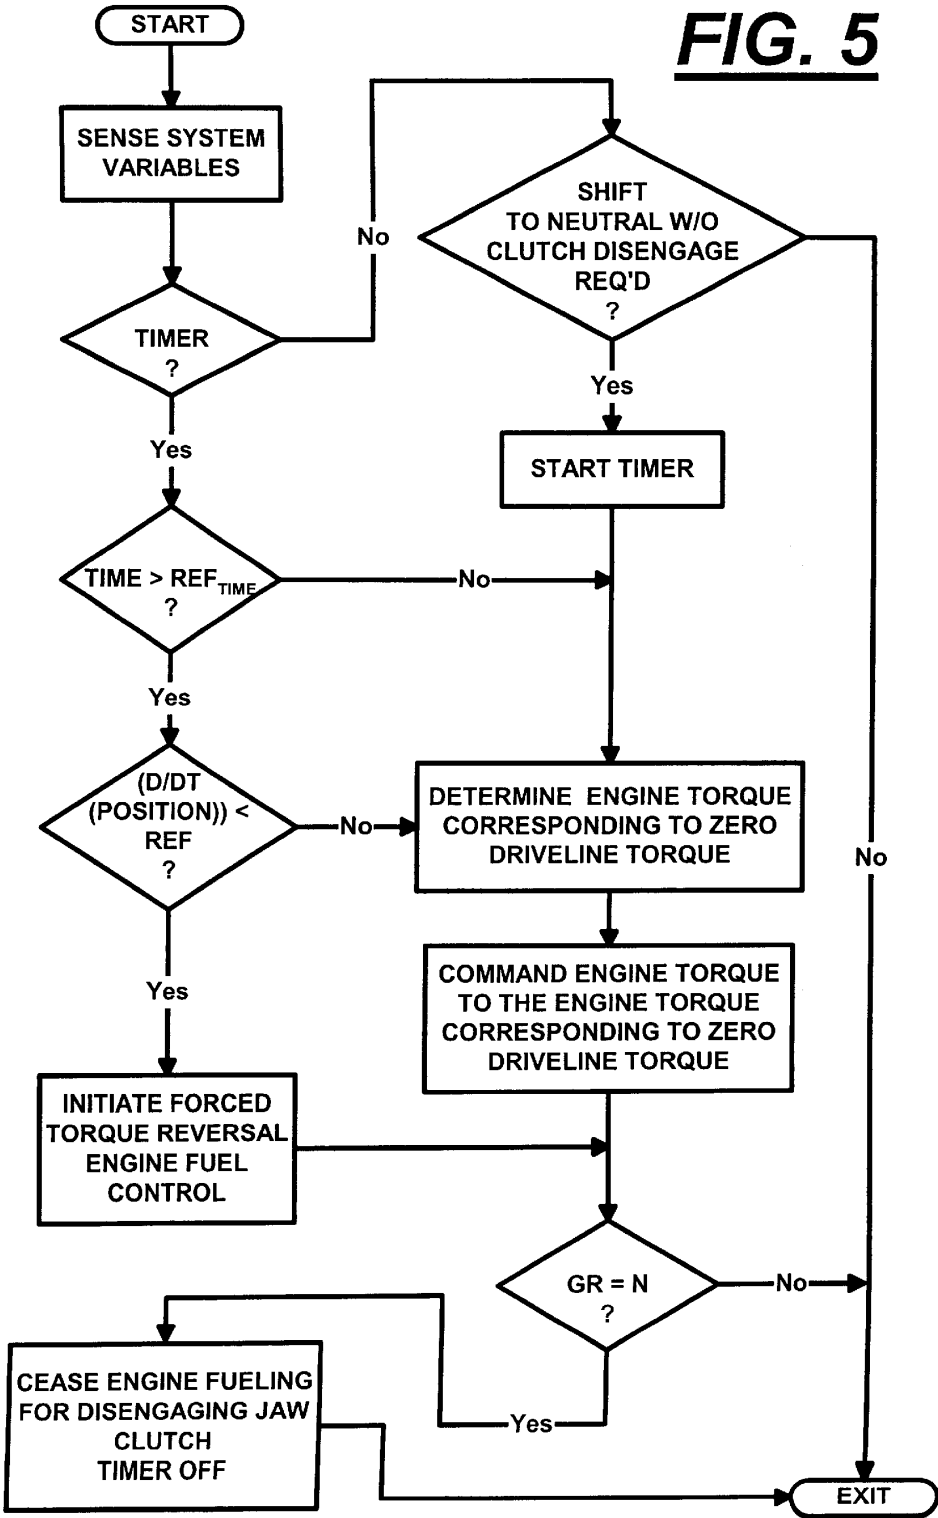 START
FIG. 5
SENSE SYSTEM
VARIABLES
No
SHIFT
TO NEUTRAL W/O
CLUTCH DISENGAGE
REQ'D
?
TIMER
?
Yes
Yes
START TIMER
TIME > REF_TIME
?
No
Yes
(D/DT
(POSITION)) <
REF
?
No
DETERMINE ENGINE TORQUE
CORRESPONDING TO ZERO
DRIVELINE TORQUE
No
Yes
COMMAND ENGINE TORQUE
TO THE ENGINE TORQUE
CORRESPONDING TO ZERO
DRIVELINE TORQUE
INITIATE FORCED
TORQUE REVERSAL
ENGINE FUEL
CONTROL
GR = N
?
No
Yes
CEASE ENGINE FUELING
FOR DISENGAGING JAW
CLUTCH
TIMER OFF
EXIT